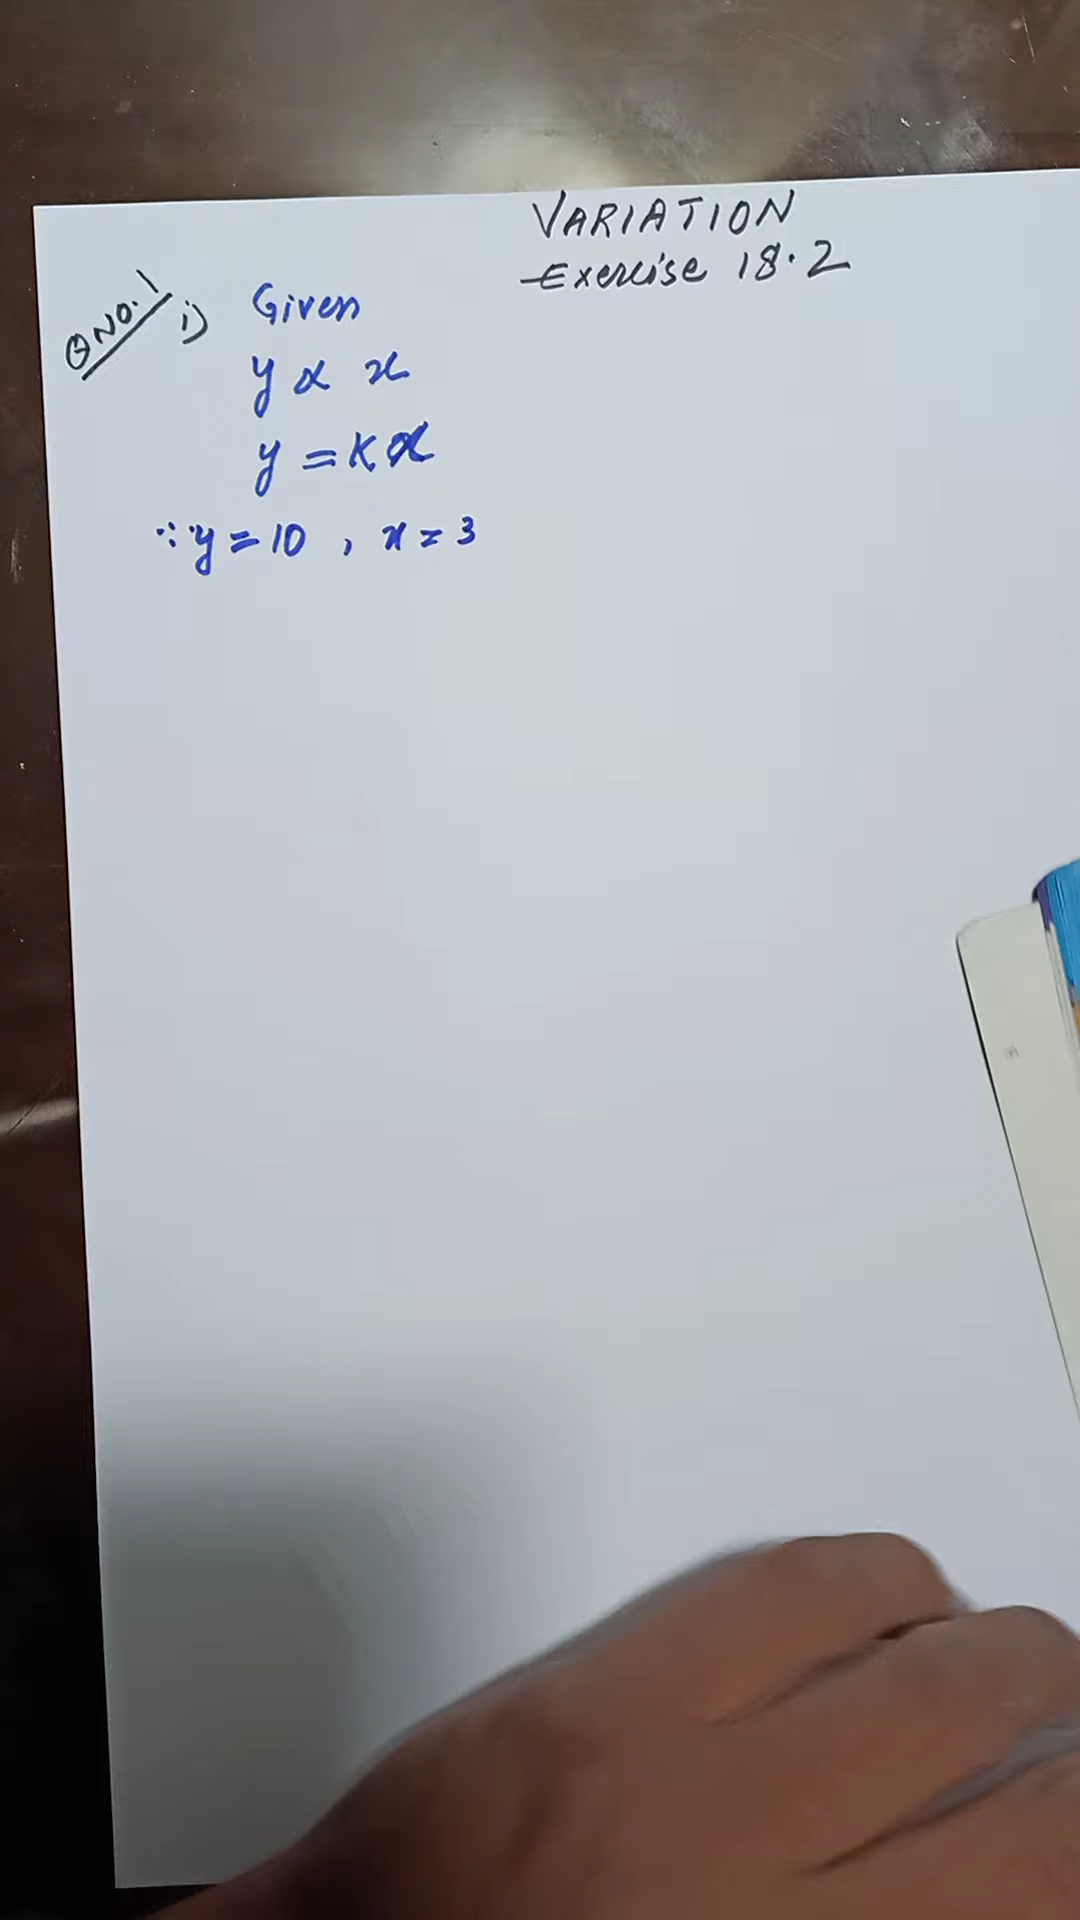 VARIATION
Exercise 18.2
Q NO. 1 i) Given
y ∝ x
y = Kx
∵ y = 10 , x = 3